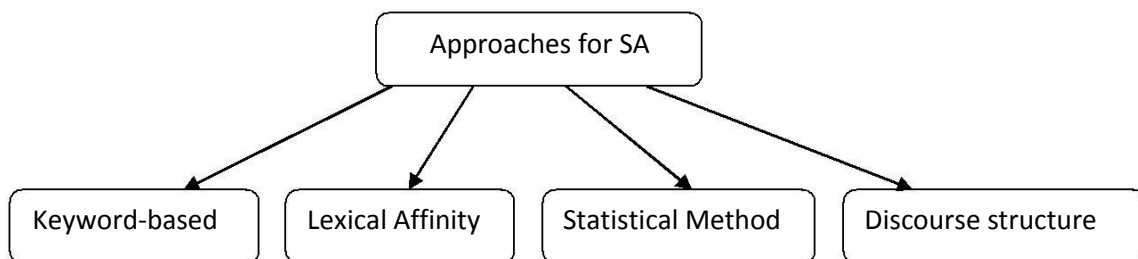 Approaches for SA
Keyword-based
Lexical Affinity
Statistical Method
Discourse structure